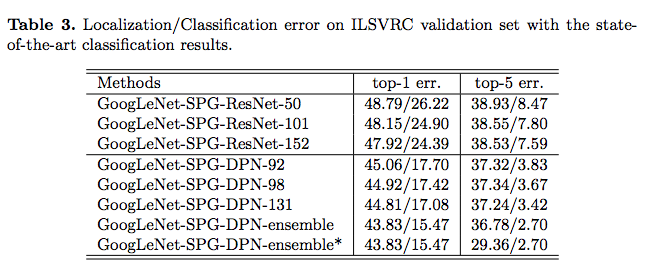 Table 3. Localization/Classification error on ILSVRC validation set with the state-
of-the-art classification results.
Methods top-1 err. top-5 err.
GoogLeNet-SPG-ResNet-50 48.79/26.22 38.93/8.47
GoogLeNet-SPG-ResNet-101 48.15/24.90 38.55/7.80
GoogLeNet-SPG-ResNet-152 47.92/24.39 38.53/7.59
GoogLeNet-SPG-DPN-92 45.06/17.70 37.32/3.83
GoogLeNet-SPG-DPN-98 44.92/17.42 37.34/3.67
GoogLeNet-SPG-DPN-131 44.81/17.08 37.24/3.42
GoogLeNet-SPG-DPN-ensemble 43.83/15.47 36.78/2.70
GoogLeNet-SPG-DPN-ensemble* 43.83/15.47 29.36/2.70